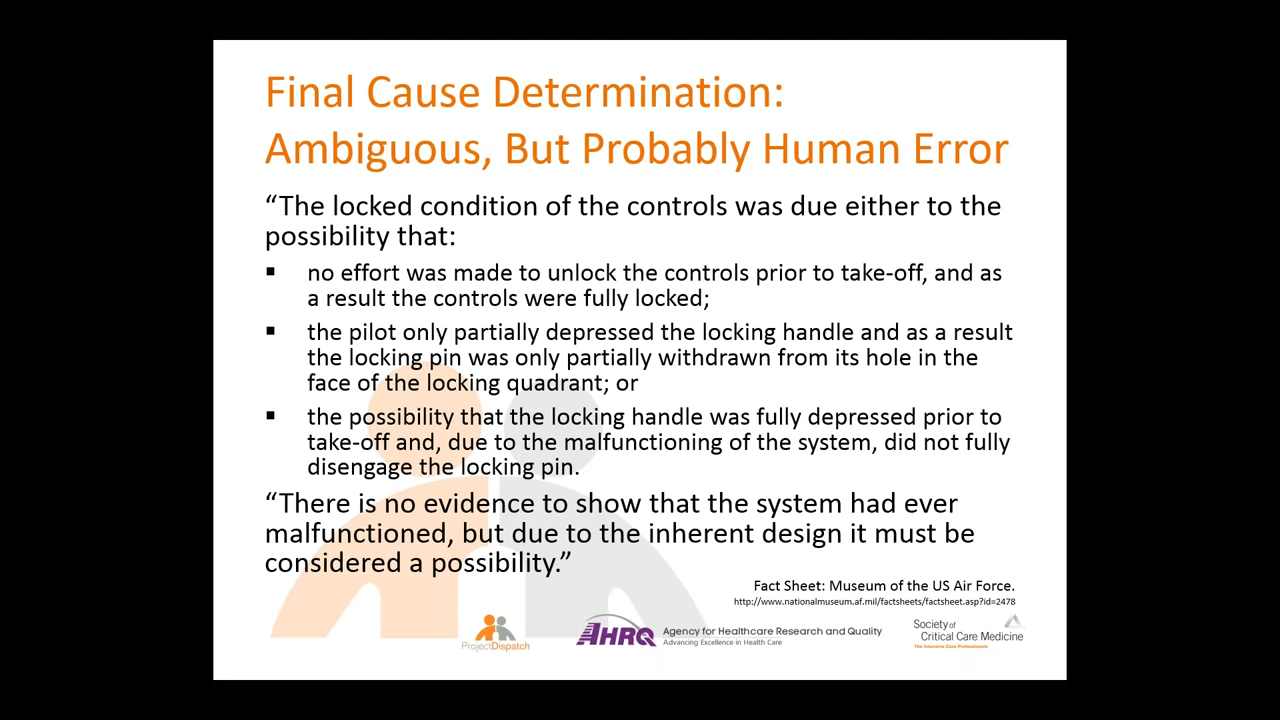 Final Cause Determination:
Ambiguous, But Probably Human Error
“The locked condition of the controls was due either to the
possibility that:
▪ no effort was made to unlock the controls prior to take-off, and as
a result the controls were fully locked;
▪ the pilot only partially depressed the locking handle and as a result
the locking pin was only partially withdrawn from its hole in the
face of the locking quadrant; or
▪ the possibility that the locking handle was fully depressed prior to
take-off and, due to the malfunctioning of the system, did not fully
disengage the locking pin.
“There is no evidence to show that the system had ever
malfunctioned, but due to the inherent design it must be
considered a possibility.”
Fact Sheet: Museum of the US Air Force.
http://www.nationalmuseum.af.mil/factsheets/factsheet.asp?id=2478
ProjectDispatch
AHRQ
Agency for Healthcare Research and Quality
Advancing Excellence in Health Care
Society of
Critical Care Medicine
The Intensive Care Professionals